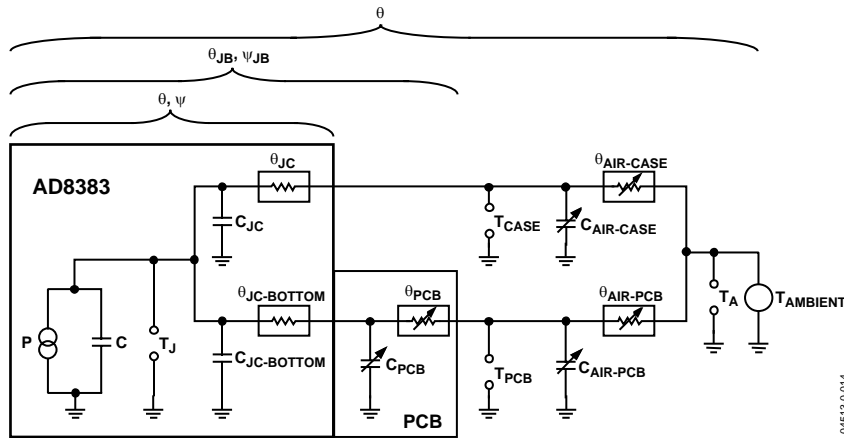 θ
θJB, ψJB
θ, ψ
AD8383
θJC
θAIR-CASE
CJC
TCASE
CAIR-CASE
θJC-BOTTOM
θPCB
θAIR-PCB
TA
TAMBIENT
P
C
TJ
CJC-BOTTOM
CPCB
TPCB
CAIR-PCB
PCB
04513-0-014